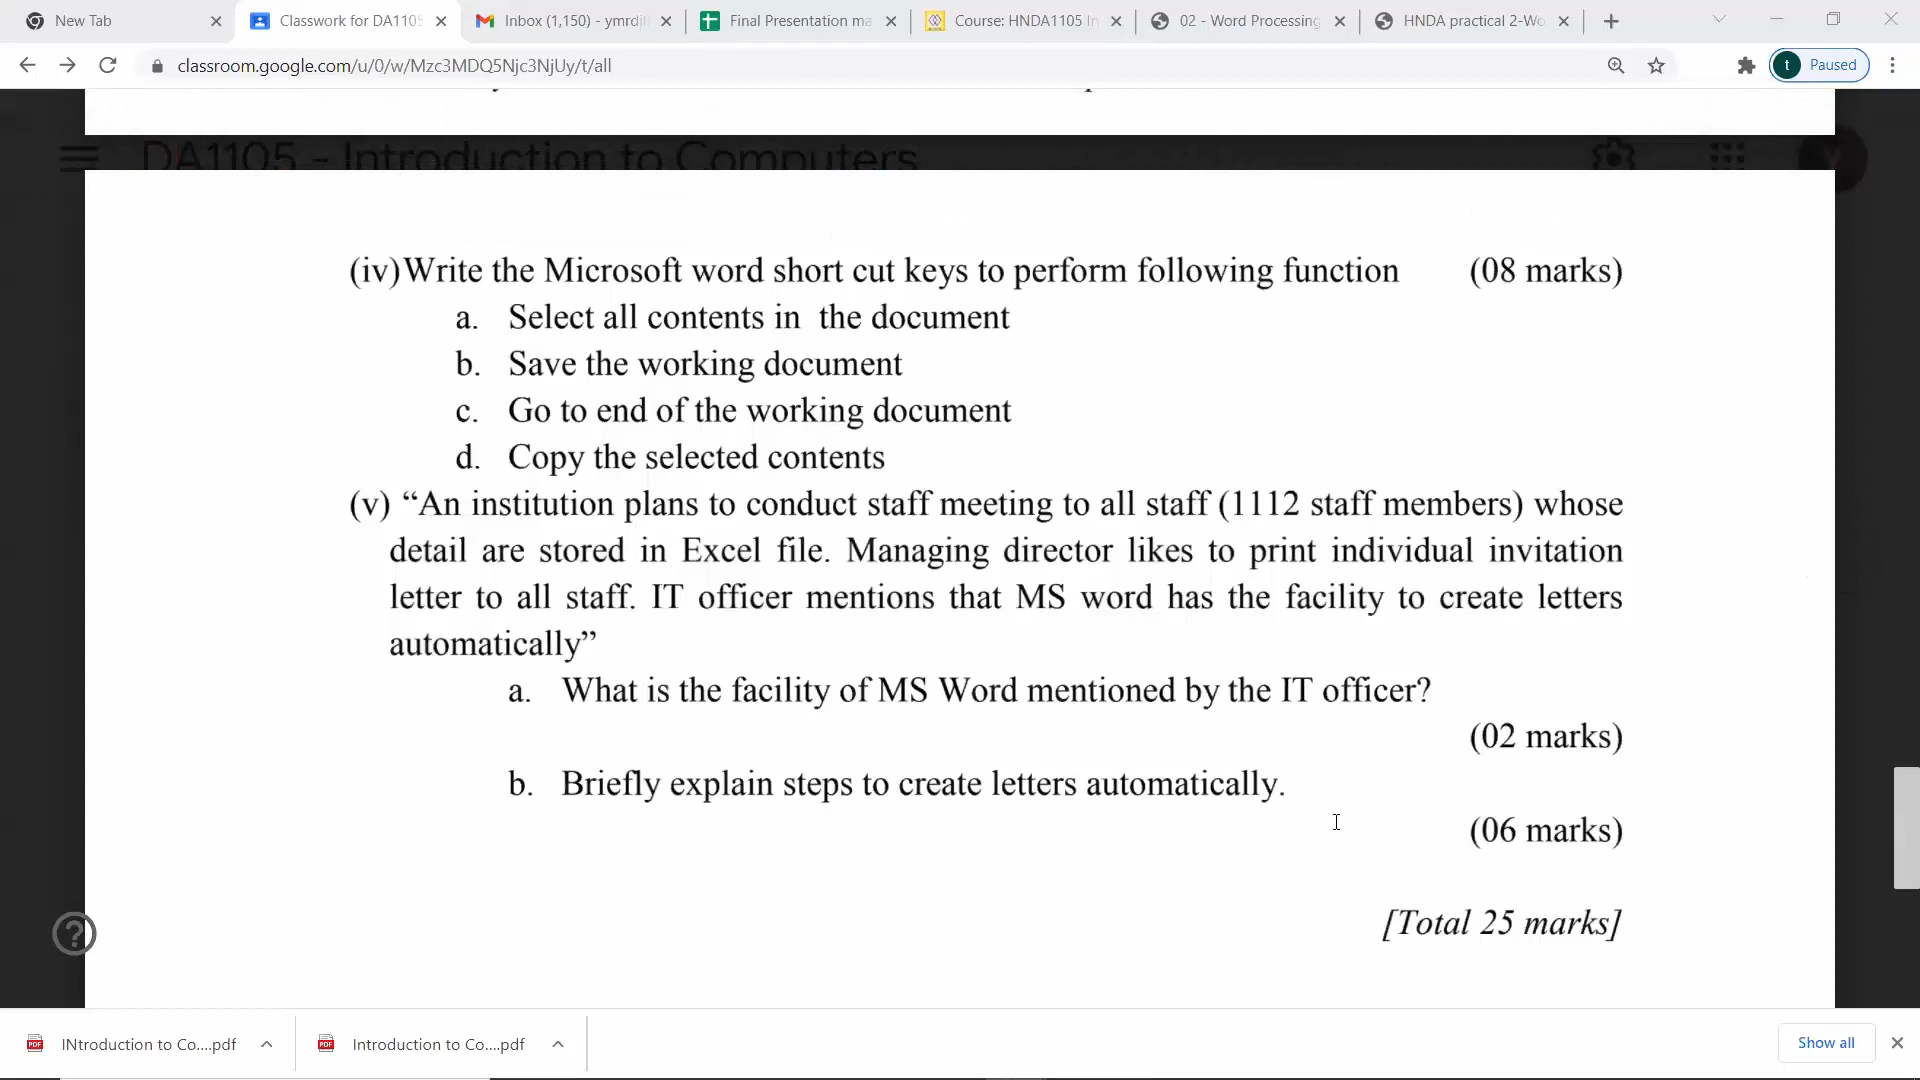 New Tab
Classwork for DA1105
Inbox (1,150) - ymrdil
Final Presentation ma
Course: HNDA1105 In
02 - Word Processing
HNDA practical 2-Wo
classroom.google.com/u/0/w/Mzc3MDQ5Njc3NjUy/t/all
t Paused
DA1105 - Introduction to Computers
(iv)Write the Microsoft word short cut keys to perform following function (08 marks)
a. Select all contents in the document
b. Save the working document
c. Go to end of the working document
d. Copy the selected contents
(v) “An institution plans to conduct staff meeting to all staff (1112 staff members) whose
detail are stored in Excel file. Managing director likes to print individual invitation
letter to all staff. IT officer mentions that MS word has the facility to create letters
automatically”
a. What is the facility of MS Word mentioned by the IT officer?
(02 marks)
b. Briefly explain steps to create letters automatically.
(06 marks)
[Total 25 marks]
INtroduction to Co....pdf
Introduction to Co....pdf
Show all